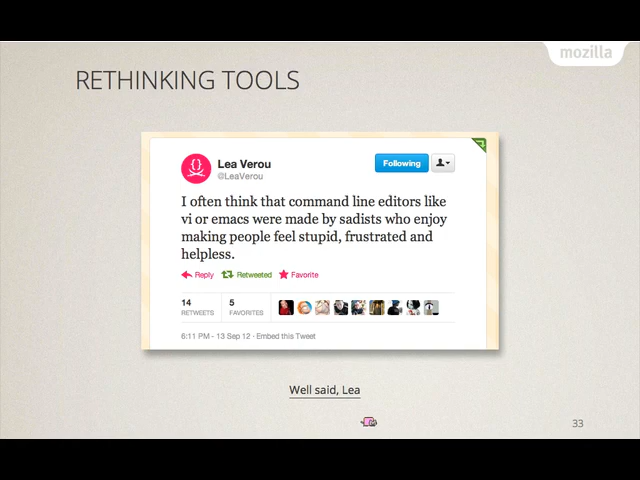 mozilla
RETHINKING TOOLS
Lea Verou
@LeaVerou
Following
I often think that command line editors like
vi or emacs were made by sadists who enjoy
making people feel stupid, frustrated and
helpless.
Reply Retweeted Favorite
14 5
RETWEETS FAVORITES
6:11 PM - 13 Sep 12 · Embed this Tweet
Well said, Lea
33